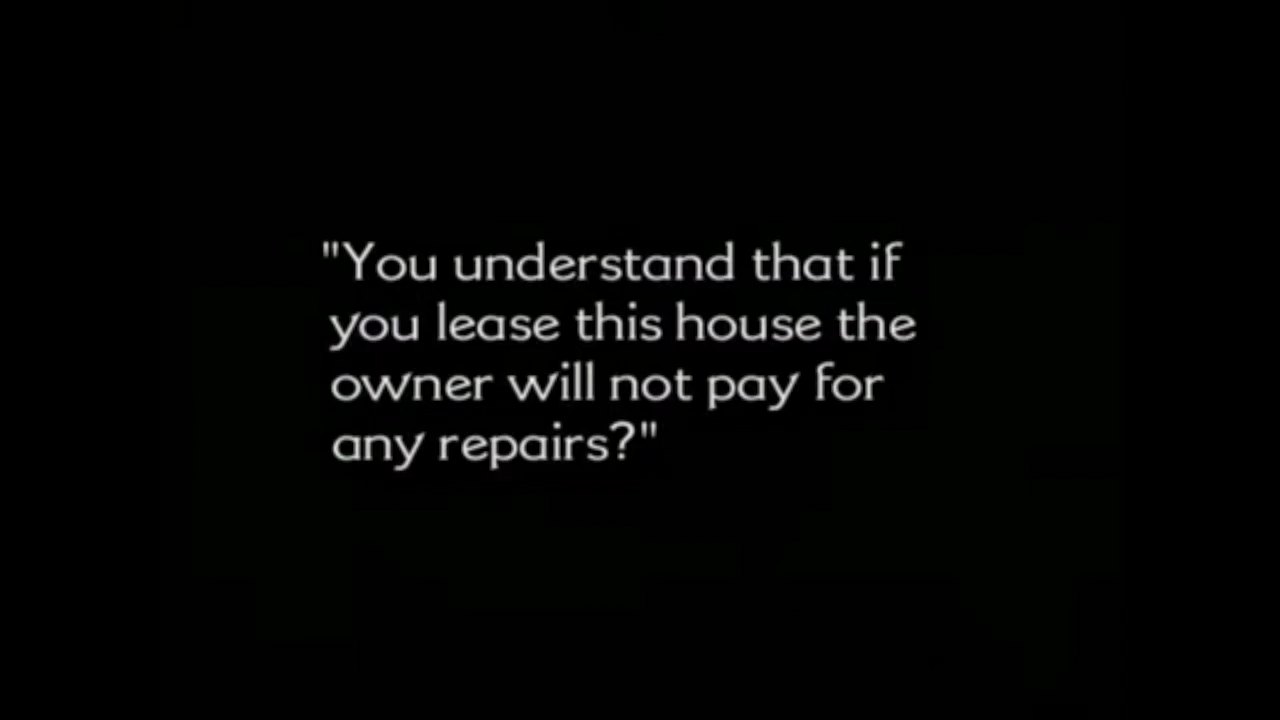 "You understand that if
you lease this house the
owner will not pay for
any repairs?"